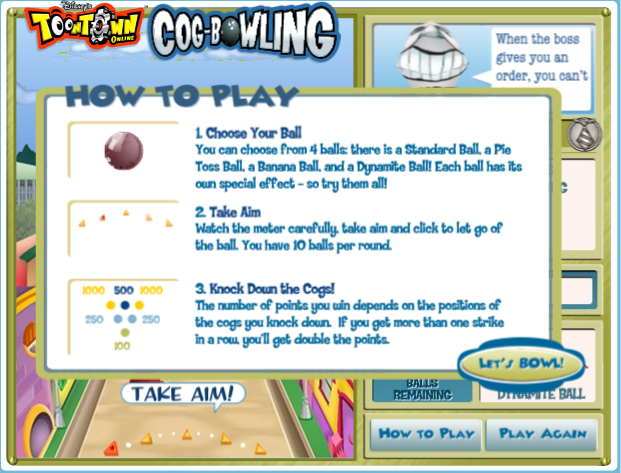 Disney's
TOONTOWN
ONLINE
COG-BOWLING
When the boss
gives you an
order, you can't
HOW TO PLAY
1. Choose Your Ball
You can choose from 4 balls: there is a Standard Ball, a Pie
Toss Ball, a Banana Ball, and a Dynamite Ball! Each ball has its
own special effect - so try them all!
2. Take Aim
Watch the meter carefully, take aim and click to let go of
the ball. You have 10 balls per round.
1000 500 1000
250 250
100
3. Knock Down the Cogs!
The number of points you win depends on the positions of
the cogs you knock down. If you get more than one strike
in a row, you'll get double the points.
LET'S BOWL!
TAKE AIM!
BALLS
REMAINING
DYNAMITE BALL
HOW TO PLAY
PLAY AGAIN